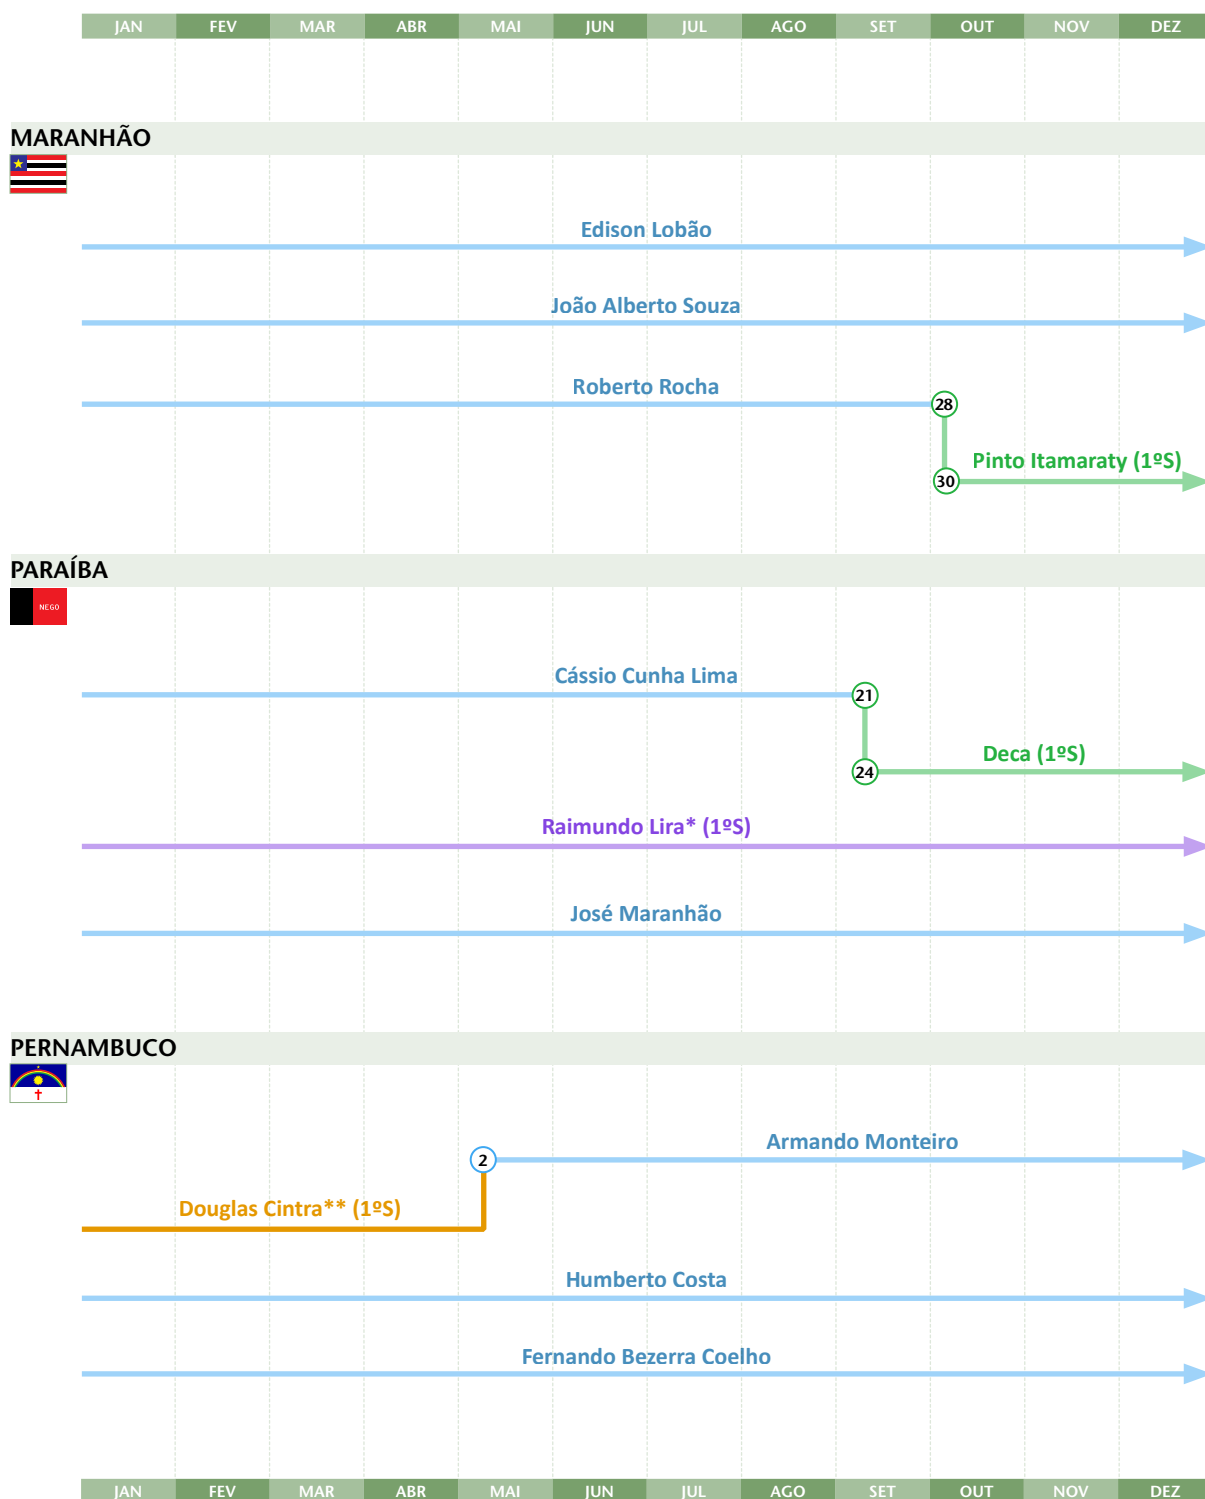 JAN FEV MAR ABR MAI JUN JUL AGO SET OUT NOV DEZ
MARANHÃO
Edison Lobão
João Alberto Souza
Roberto Rocha
28
Pinto Itamaraty (1ºS)
30
PARAÍBA
NEGO
Cássio Cunha Lima
21
Deca (1ºS)
24
Raimundo Lira* (1ºS)
José Maranhão
PERNAMBUCO
Armando Monteiro
2
Douglas Cintra** (1ºS)
Humberto Costa
Fernando Bezerra Coelho
JAN FEV MAR ABR MAI JUN JUL AGO SET OUT NOV DEZ